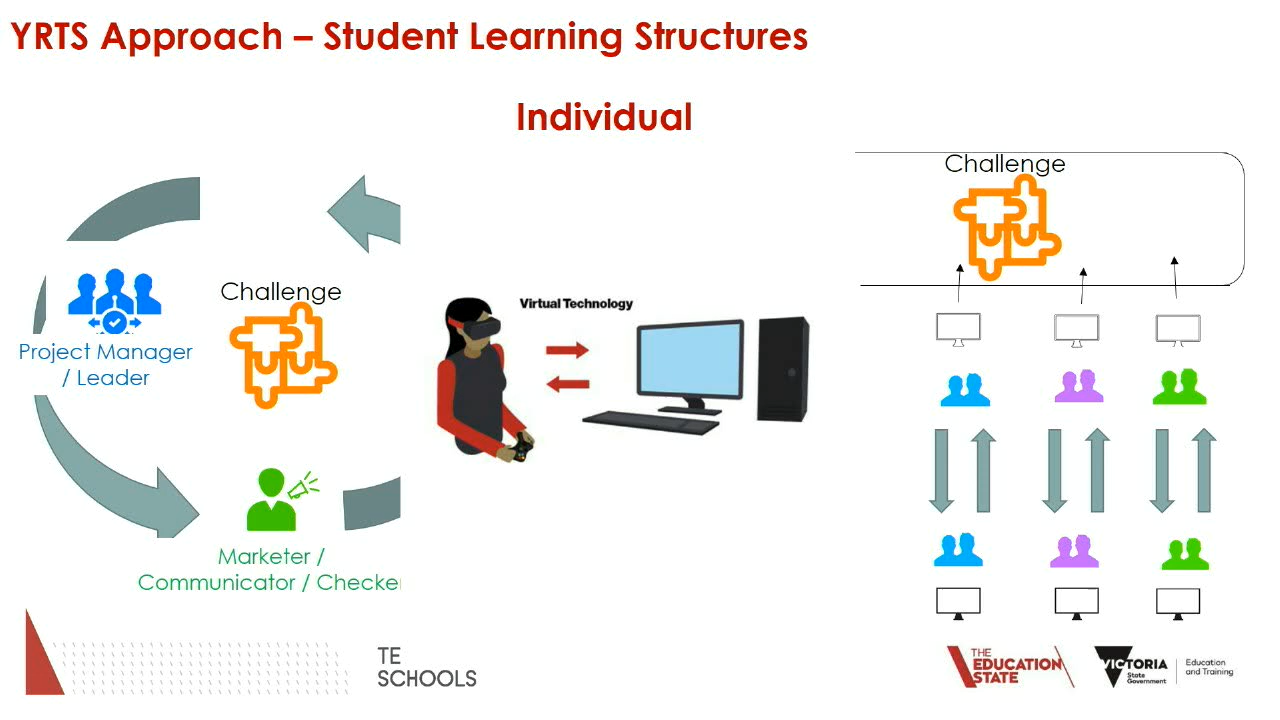 YRTS Approach – Student Learning Structures
Individual
Challenge
Project Manager
/ Leader
Marketer /
Communicator / Checke
Virtual Technology
Challenge
TE
SCHOOLS
THE
EDUCATION
STATE
VICTORIA
State
Government
Education
and Training